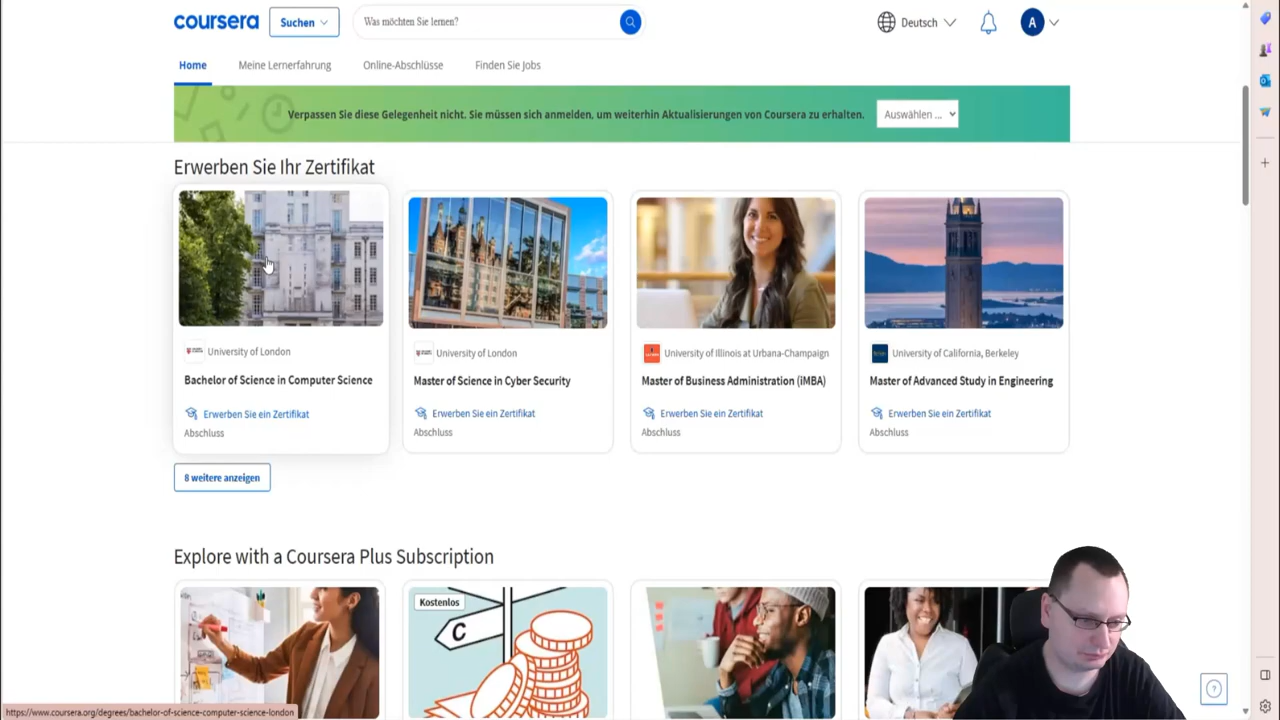 coursera
Suchen
Was möchten Sie lernen?
Deutsch
A
Home
Meine Lernerfahrung
Online-Abschlüsse
Finden Sie Jobs
Verpassen Sie diese Gelegenheit nicht. Sie müssen sich anmelden, um weiterhin Aktualisierungen von Coursera zu erhalten.
Auswählen ...
Erwerben Sie Ihr Zertifikat
University of London
University of London
University of Illinois at Urbana-Champaign
University of California, Berkeley
Bachelor of Science in Computer Science
Master of Science in Cyber Security
Master of Business Administration (iMBA)
Master of Advanced Study in Engineering
Erwerben Sie ein Zertifikat
Erwerben Sie ein Zertifikat
Erwerben Sie ein Zertifikat
Erwerben Sie ein Zertifikat
Abschluss
Abschluss
Abschluss
Abschluss
8 weitere anzeigen
Explore with a Coursera Plus Subscription
Kostenlos
C
https://www.coursera.org/degrees/bachelor-of-science-computer-science-london